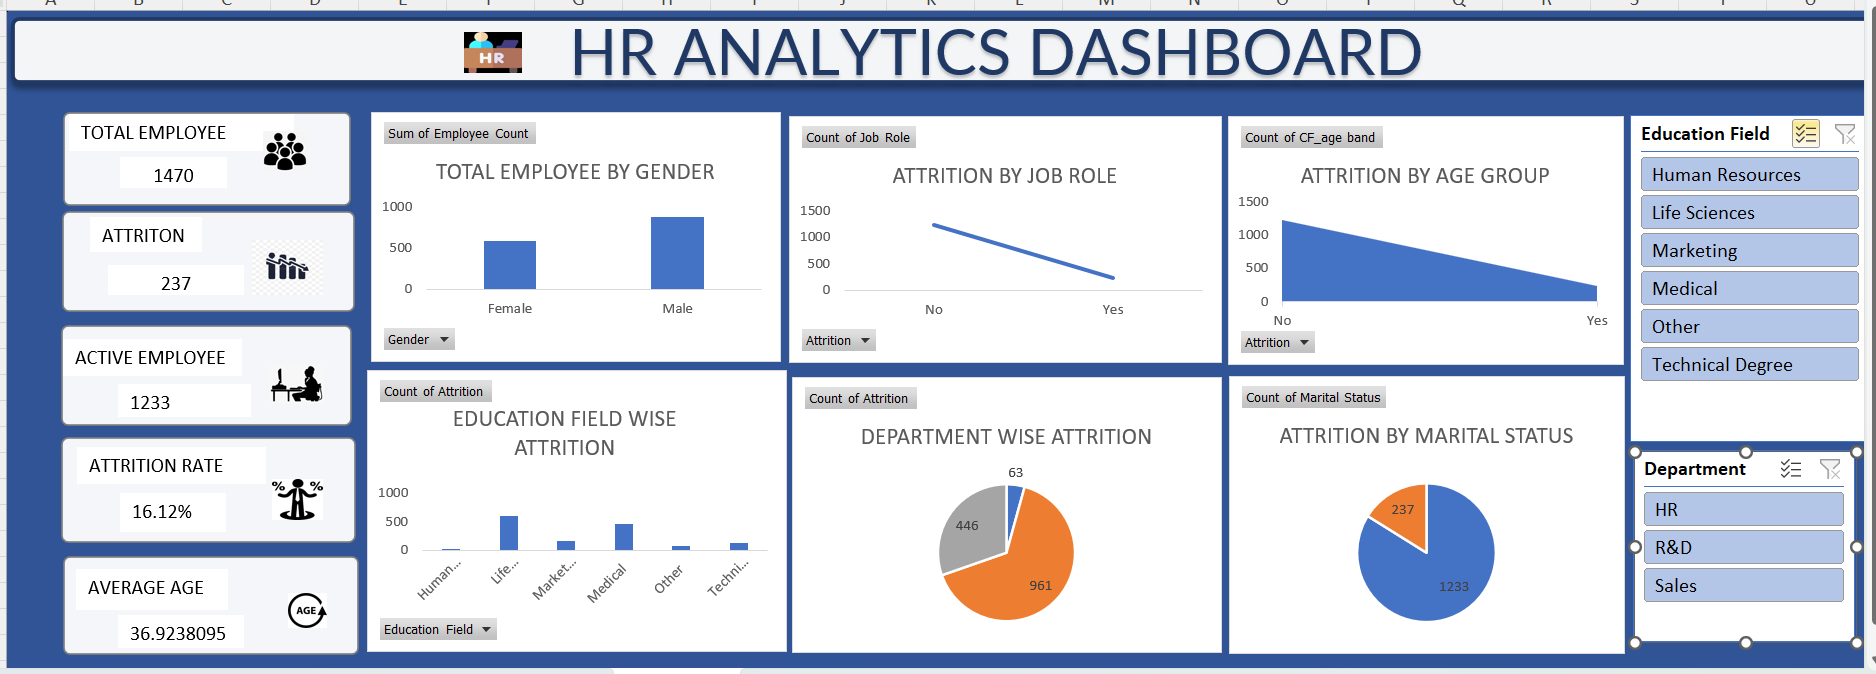 HR
HR ANALYTICS DASHBOARD
TOTAL EMPLOYEE
1470
ATTRITON
237
ACTIVE EMPLOYEE
1233
ATTRITION RATE
% %
16.12%
AVERAGE AGE
AGE
36.9238095
Sum of Employee Count
TOTAL EMPLOYEE BY GENDER
1000
500
0
Female Male
Gender
Count of Job Role
ATTRITION BY JOB ROLE
1500
1000
500
0
No Yes
Attrition
Count of CF_age band
ATTRITION BY AGE GROUP
1500
1000
500
0
No Yes
Attrition
Count of Attrition
EDUCATION FIELD WISE
ATTRITION
1000
500
0
Human... Life... Market... Medical Other Techni...
Education Field
Count of Attrition
DEPARTMENT WISE ATTRITION
63
446
961
Count of Marital Status
ATTRITION BY MARITAL STATUS
237
1233
Education Field
Human Resources
Life Sciences
Marketing
Medical
Other
Technical Degree
Department
HR
R&D
Sales